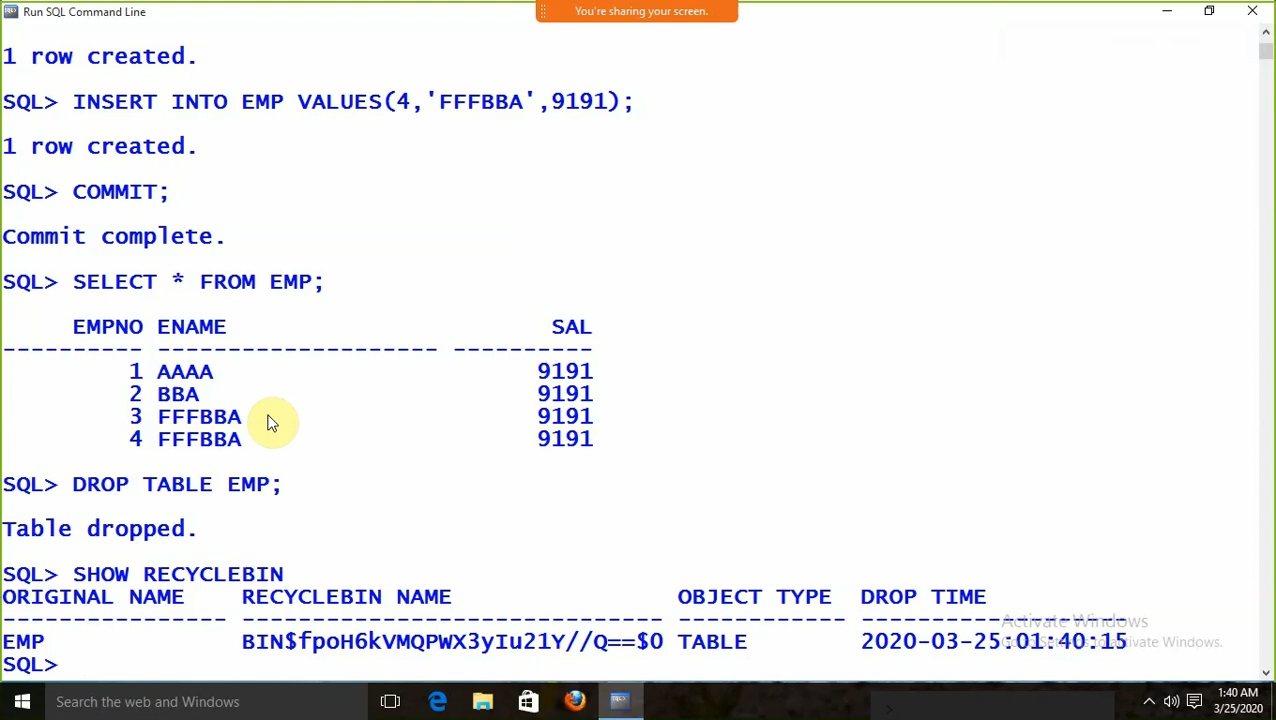 Run SQL Command Line
You're sharing your screen.
1 row created.
SQL> INSERT INTO EMP VALUES(4,'FFFBBA',9191);
1 row created.
SQL> COMMIT;
Commit complete.
SQL> SELECT * FROM EMP;
EMPNO ENAME SAL
---------- -------------------- ----------
1 AAAA 9191
2 BBA 9191
3 FFFBBA 9191
4 FFFBBA 9191
SQL> DROP TABLE EMP;
Table dropped.
SQL> SHOW RECYCLEBIN
ORIGINAL NAME RECYCLEBIN NAME OBJECT TYPE DROP TIME
---------------- ------------------------------ ------------ -------------------
EMP BIN$fpoH6kVMQPWX3yIu21Y//Q==$0 TABLE 2020-03-25:01:40:15
SQL>
Activate Windows
Activate Windows.
Search the web and Windows
1:40 AM
3/25/2020